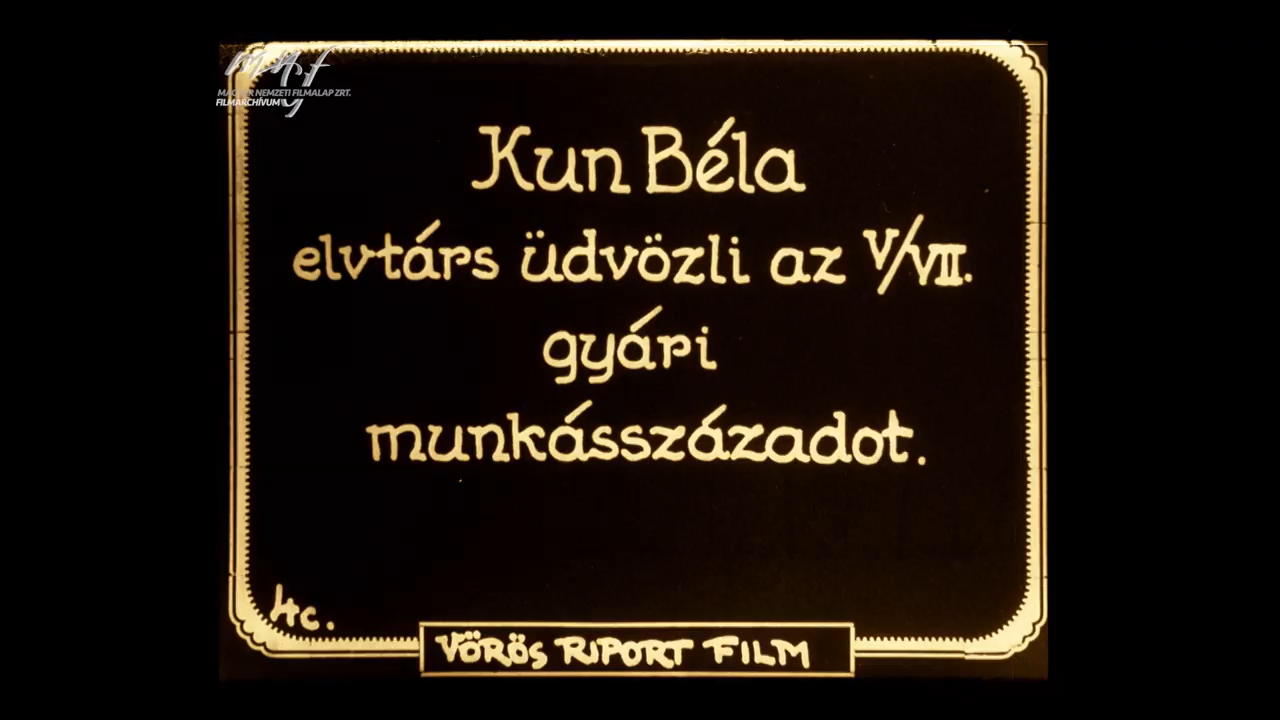 MAGYAR NEMZETI FILMALAP ZRT.
FILMARCHÍVUM
Kun Béla
elvtárs üdvözli az V/VII.
gyári
munkásszázadot.
4c.
VÖRÖS RIPORT FILM